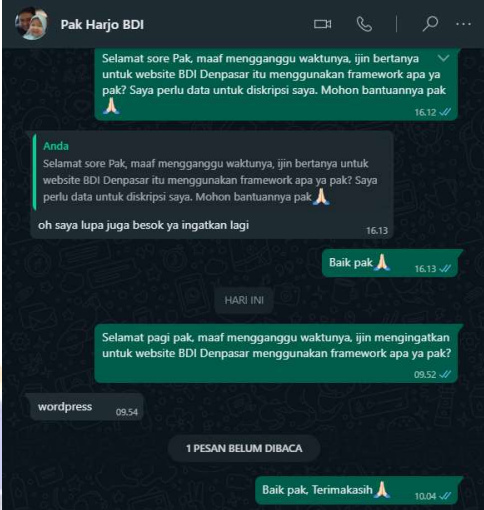 Pak Harjo BDI
Selamat sore Pak, maaf mengganggu waktunya, ijin bertanya
untuk website BDI Denpasar itu menggunakan framework apa ya
pak? Saya perlu data untuk diskripsi saya. Mohon bantuannya pak
🙏🏻
16.12
Anda
Selamat sore Pak, maaf mengganggu waktunya, ijin bertanya untuk
website BDI Denpasar itu menggunakan framework apa ya pak? Saya
perlu data untuk diskripsi saya. Mohon bantuannya pak🙏🏻
oh saya lupa juga besok ya ingatkan lagi
16.13
Baik pak🙏🏻
16.13
HARI INI
Selamat pagi pak, maaf mengganggu waktunya, ijin mengingatkan
untuk website BDI Denpasar menggunakan framework apa ya pak?
09.52
wordpress 09.54
1 PESAN BELUM DIBACA
Baik pak, Terimakasih🙏🏻
10.04